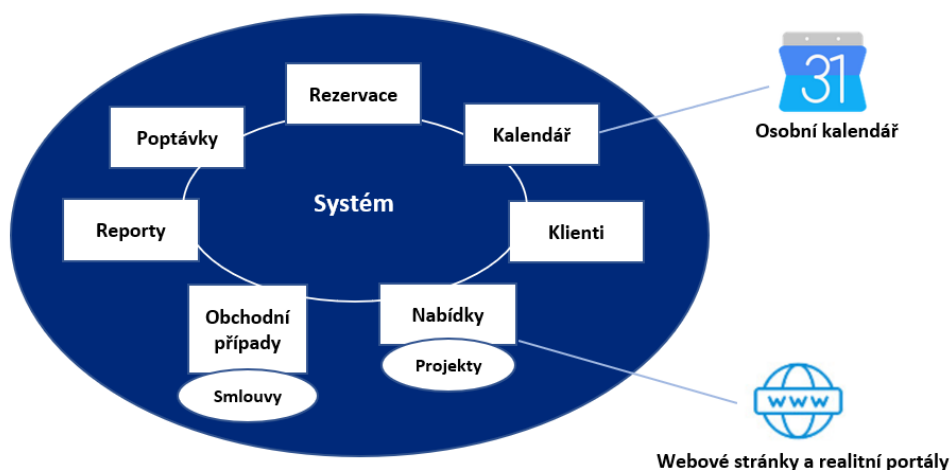 Rezervace
31
Osobní kalendář
Poptávky
Kalendář
Systém
Reporty
Klienti
Obchodní
případy
Nabídky
Projekty
Smlouvy
WWW
Webové stránky a realitní portály